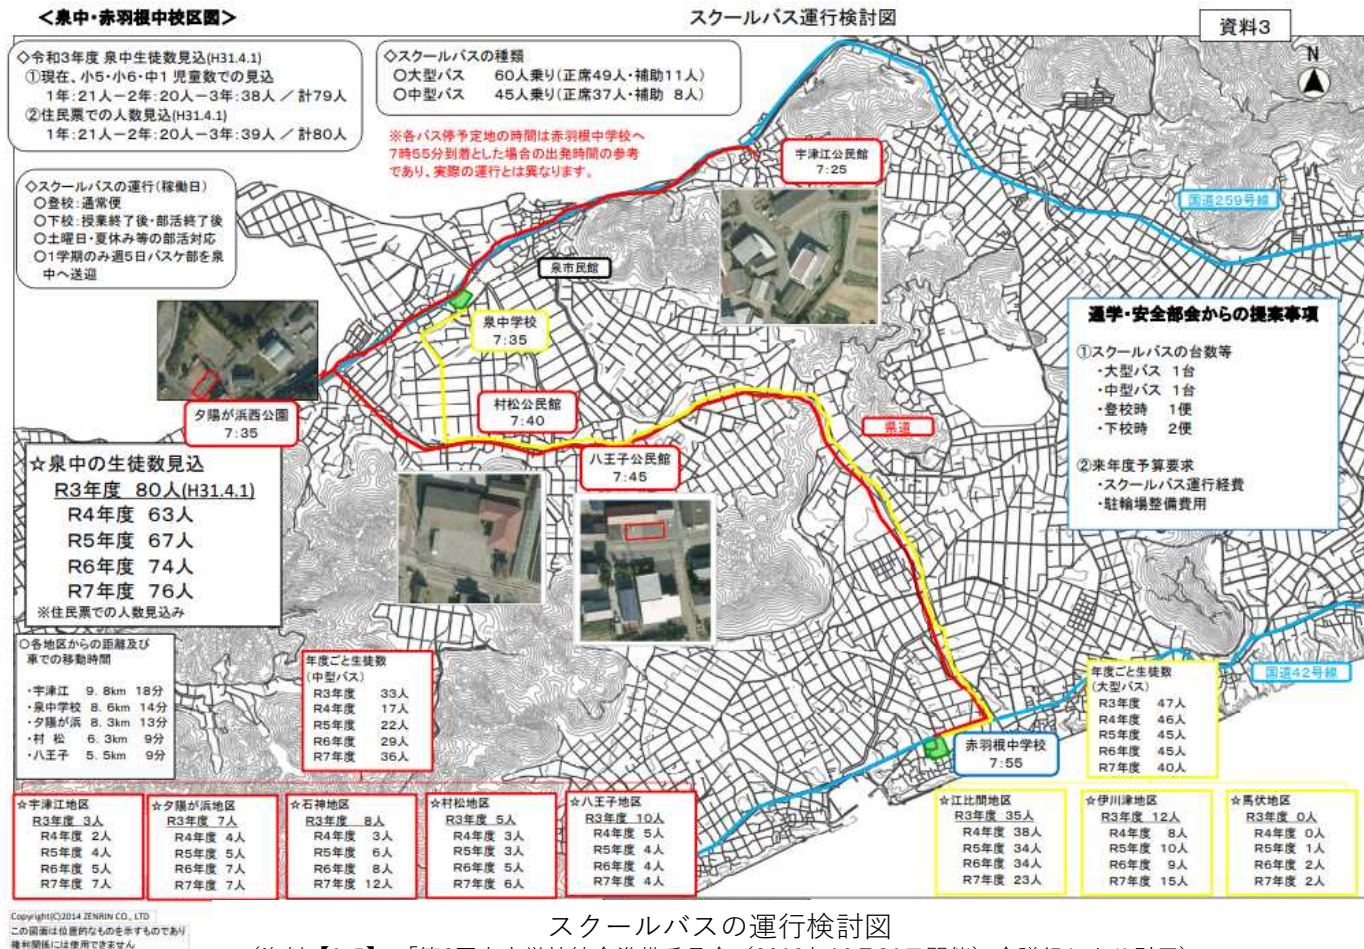 <泉中・赤羽根中校区図>
スクールバス運行検討図
資料3
N
◇令和3年度 泉中生徒数見込(H31.4.1)
①現在、小5・小6・中1 児童数での見込
1年:21人-2年:20人-3年:38人 / 計79人
②住民票での人数見込(H31.4.1)
1年:21人-2年:20人-3年:39人 / 計80人
◇スクールバスの種類
○大型バス 60人乗り(正席49人・補助11人)
○中型バス 45人乗り(正席37人・補助 8人)
※各バス停予定地の時間は赤羽根中学校へ
7時55分到着とした場合の出発時間の参考
であり、実際の運行とは異なります。
◇スクールバスの運行(稼働日)
○登校:通常便
○下校:授業終了後・部活終了後
○土曜日・夏休み等の部活対応
○1学期のみ週5日バスケ部を泉
中へ送迎
宇津江公民館
7:25
国道259号線
泉市民館
泉中学校
7:35
夕陽が浜西公園
7:35
村松公民館
7:40
八王子公民館
7:45
県道
通学・安全部会からの提案事項
①スクールバスの台数等
・大型バス 1台
・中型バス 1台
・登校時 1便
・下校時 2便
②来年度予算要求
・スクールバス運行経費
・駐輪場整備費用
☆泉中の生徒数見込
R3年度 80人(H31.4.1)
R4年度 63人
R5年度 67人
R6年度 74人
R7年度 76人
※住民票での人数見込み
○各地区からの距離及び
車での移動時間
・宇津江 9.8km 18分
・泉中学校 8.6km 14分
・夕陽が浜 8.3km 13分
・村 松 6.3km 9分
・八王子 5.5km 9分
年度ごと生徒数
(中型バス)
R3年度 33人
R4年度 17人
R5年度 22人
R6年度 29人
R7年度 36人
国道42号線
年度ごと生徒数
(大型バス)
R3年度 47人
R4年度 46人
R5年度 45人
R6年度 45人
R7年度 40人
赤羽根中学校
7:55
☆宇津江地区
R3年度 3人
R4年度 2人
R5年度 4人
R6年度 5人
R7年度 7人
☆夕陽が浜地区
R3年度 7人
R4年度 4人
R5年度 5人
R6年度 7人
R7年度 7人
☆石神地区
R3年度 8人
R4年度 3人
R5年度 6人
R6年度 8人
R7年度 12人
☆村松地区
R3年度 5人
R4年度 3人
R5年度 3人
R6年度 5人
R7年度 6人
☆八王子地区
R3年度 10人
R4年度 5人
R5年度 4人
R6年度 4人
R7年度 4人
☆江比間地区
R3年度 35人
R4年度 38人
R5年度 34人
R6年度 34人
R7年度 23人
☆伊川津地区
R3年度 12人
R4年度 8人
R5年度 10人
R6年度 9人
R7年度 15人
☆馬伏地区
R3年度 0人
R4年度 0人
R5年度 1人
R6年度 2人
R7年度 2人
Copyright(C)2014 ZENRIN CO., LTD
この図面は位置的なものを示すものであり
権利関係には使用できません
スクールバスの運行検討図